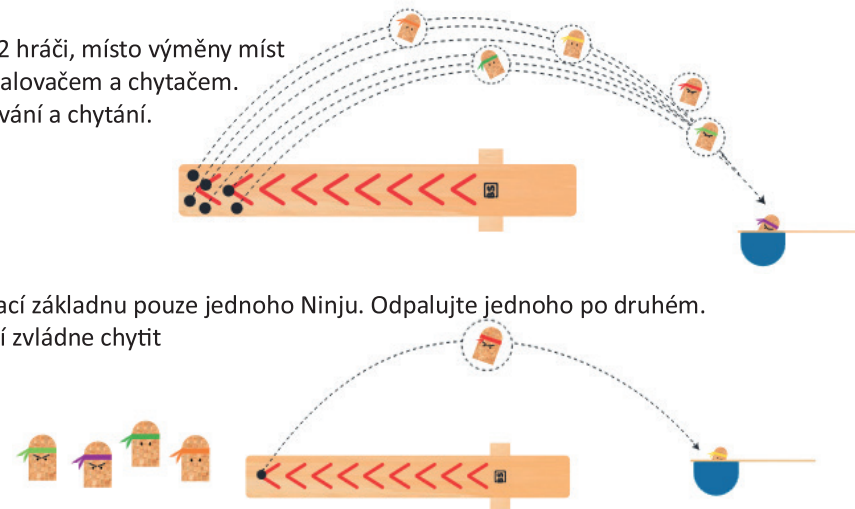 2 hráči, místo výměny míst
alovačem a chytačem.
vání a chytání.
ací základnu pouze jednoho Ninju. Odpalujte jednoho po druhém.
í zvládne chytit